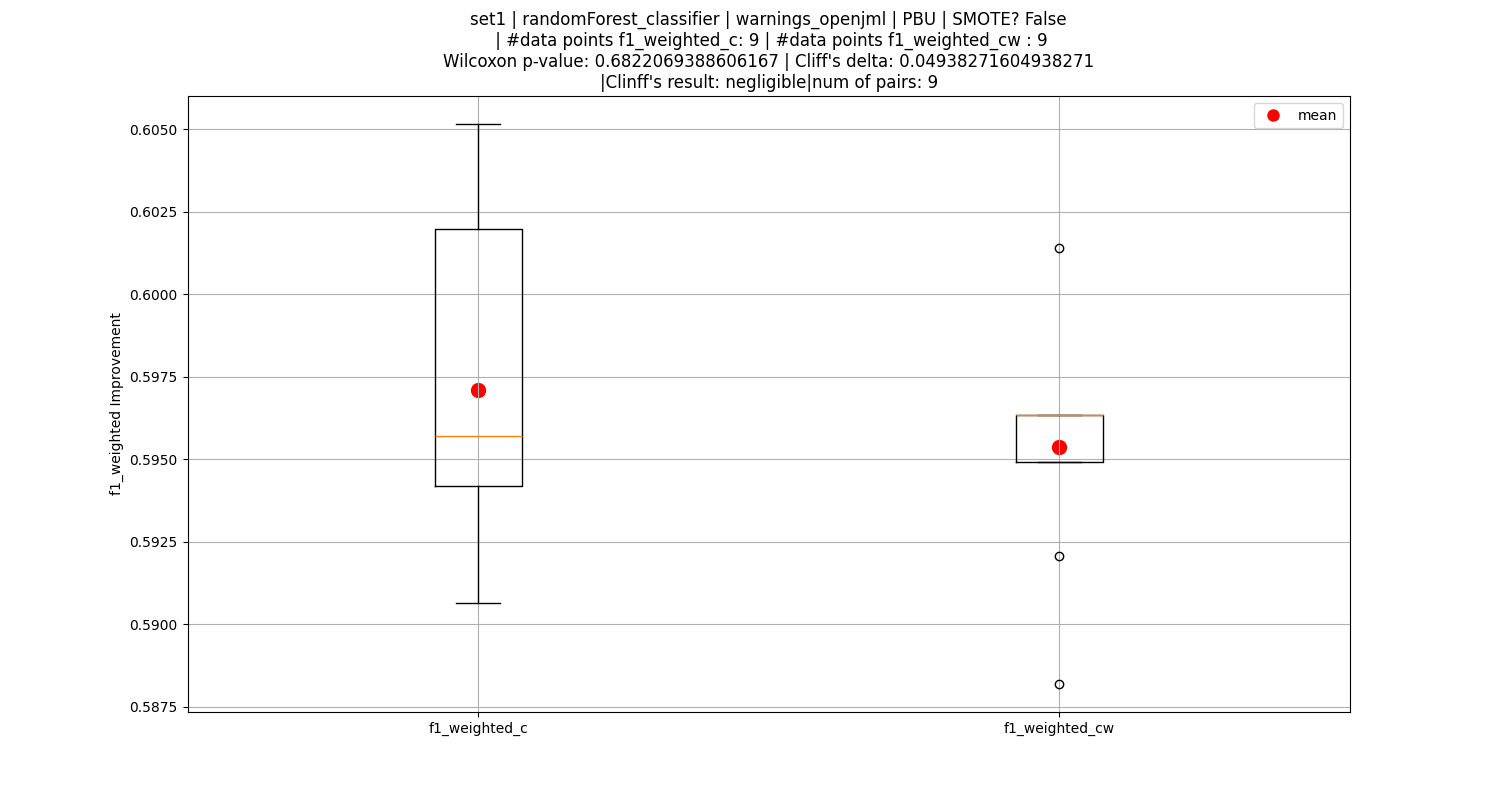 set1 | randomForest_classifier | warnings_openjml | PBU | SMOTE? False
| #data points f1_weighted_c: 9 | #data points f1_weighted_cw : 9
Wilcoxon p-value: 0.6822069388606167 | Cliff's delta: 0.04938271604938271
|Clinff's result: negligible|num of pairs: 9
mean
0.6050
0.6025
0.6000
0.5975
0.5950
0.5925
0.5900
0.5875
f1_weighted Improvement
f1_weighted_c
f1_weighted_cw